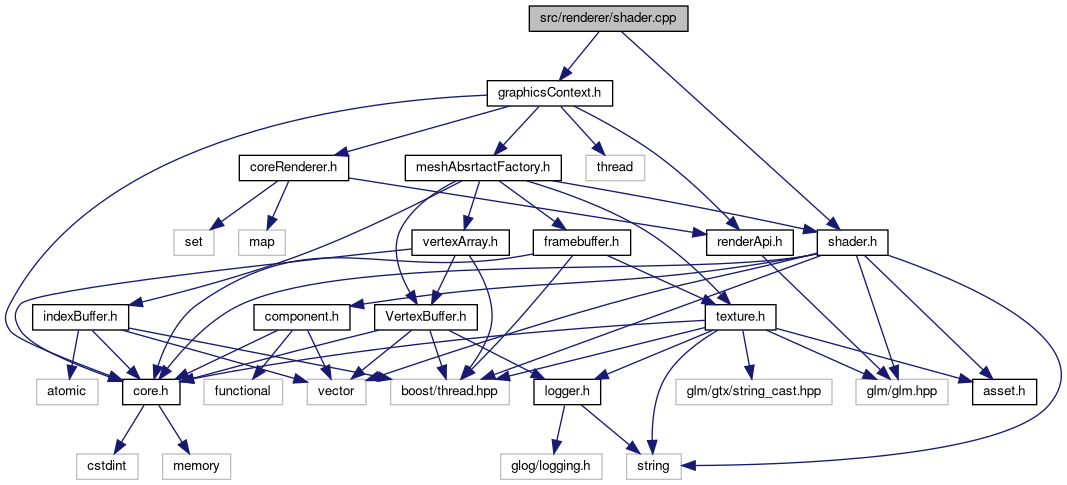 src/renderer/shader.cpp
graphicsContext.h
coreRenderer.h
meshAbsrtactFactory.h
thread
set
map
vertexArray.h
framebuffer.h
renderApi.h
shader.h
indexBuffer.h
component.h
VertexBuffer.h
texture.h
atomic
core.h
functional
vector
boost/thread.hpp
logger.h
glm/gtx/string_cast.hpp
glm/glm.hpp
asset.h
cstdint
memory
glog/logging.h
string